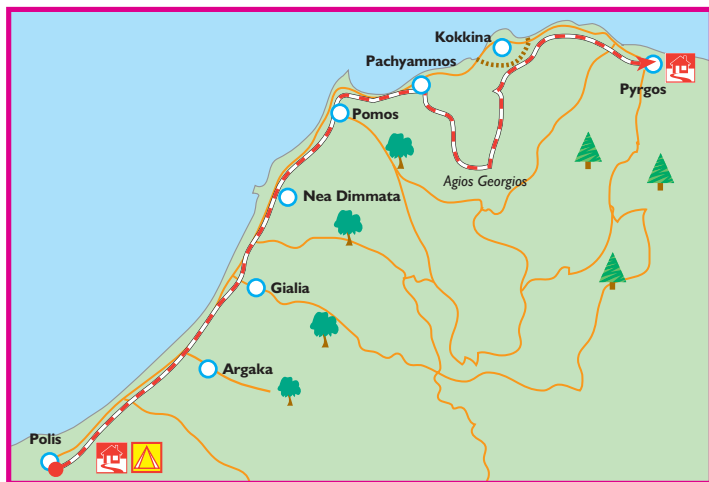 Kokkina
Pachyammos
Pyrgos
Pomos
Agios Georgios
Nea Dimmata
Gialia
Argaka
Polis